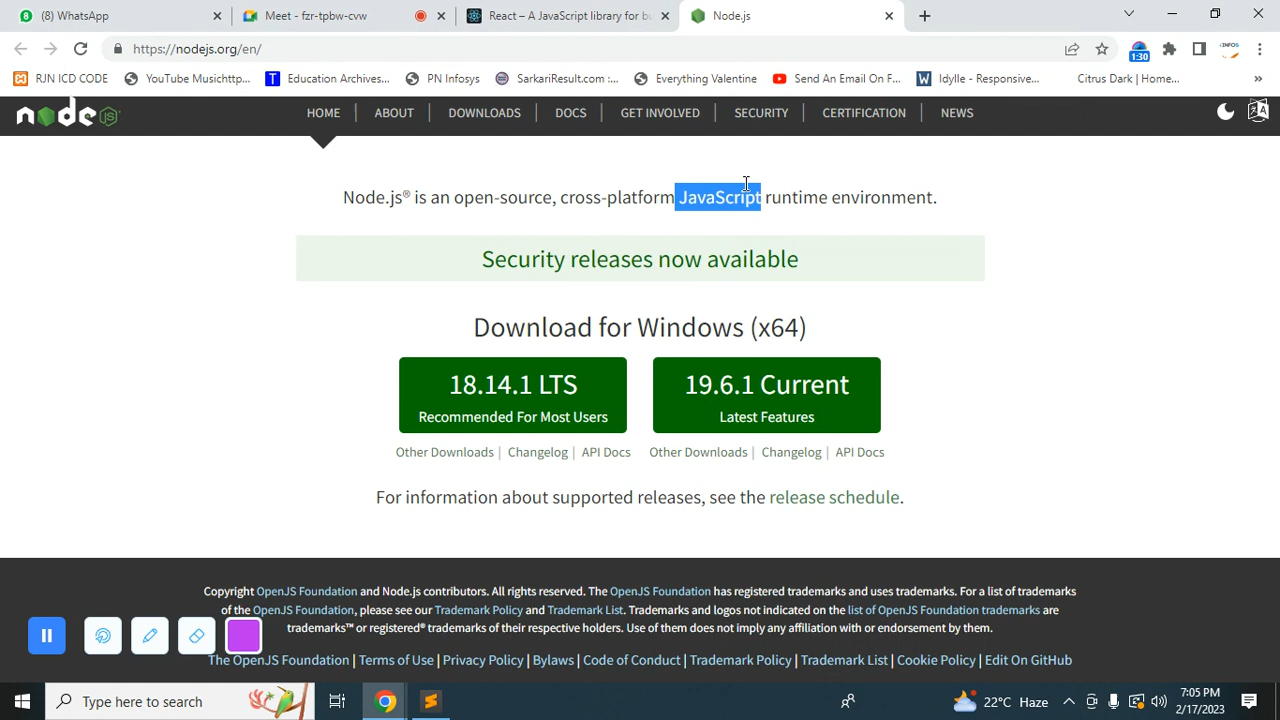 (8) WhatsApp
Meet - fzr-tpbw-cvw
React – A JavaScript library for bu
Node.js
https://nodejs.org/en/
1:30
RJN ICD CODE
YouTube Musichttp...
Education Archives...
PN Infosys
SarkariResult.com :...
Everything Valentine
Send An Email On F...
Idylle - Responsive...
Citrus Dark | Home...
node JS
HOME
ABOUT
DOWNLOADS
DOCS
GET INVOLVED
SECURITY
CERTIFICATION
NEWS
Node.js® is an open-source, cross-platform JavaScript runtime environment.
Security releases now available
Download for Windows (x64)
18.14.1 LTS
Recommended For Most Users
19.6.1 Current
Latest Features
Other Downloads | Changelog | API Docs
Other Downloads | Changelog | API Docs
For information about supported releases, see the release schedule.
Copyright OpenJS Foundation and Node.js contributors. All rights reserved. The OpenJS Foundation has registered trademarks and uses trademarks. For a list of trademarks
of the OpenJS Foundation, please see our Trademark Policy and Trademark List. Trademarks and logos not indicated on the list of OpenJS Foundation trademarks are
trademarks™ or registered® trademarks of their respective holders. Use of them does not imply any affiliation with or endorsement by them.
The OpenJS Foundation | Terms of Use | Privacy Policy | Bylaws | Code of Conduct | Trademark Policy | Trademark List | Cookie Policy | Edit On GitHub
Type here to search
22°C Haze
7:05 PM
2/17/2023